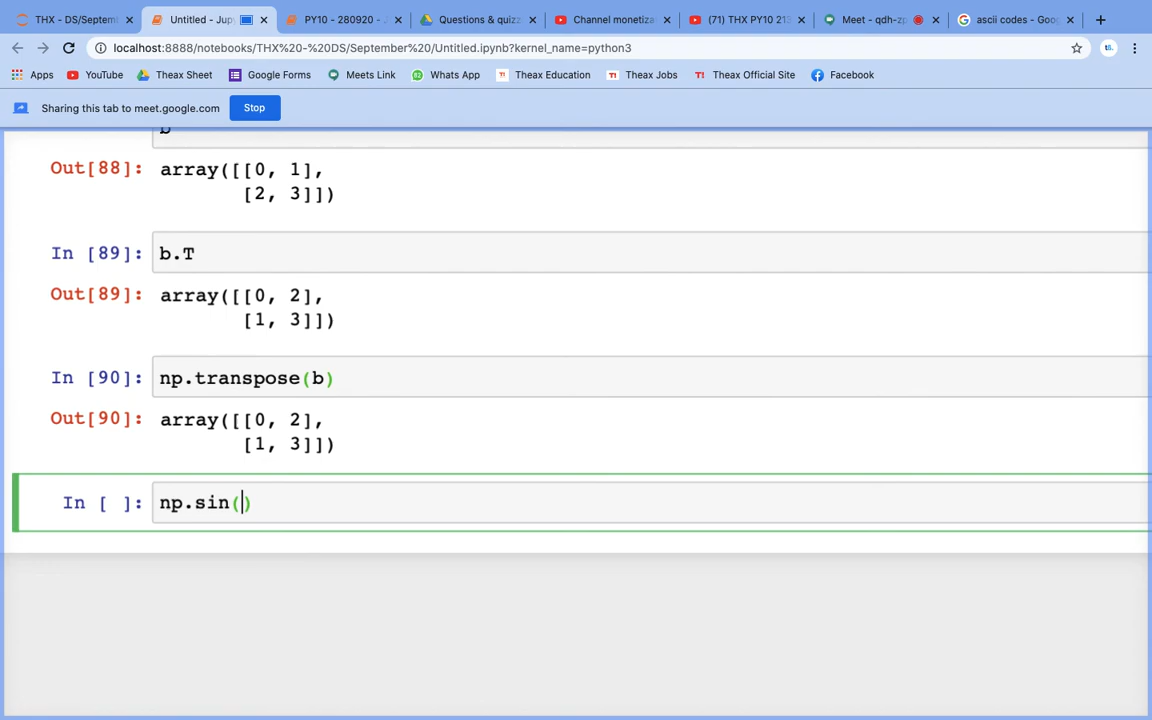 THX - DS/Septemb
Untitled - Jup
PY10 - 280920 - J
Questions & quizz
Channel monetiza
(71) THX PY10 213
Meet - qdh-zp
ascii codes - Goo
localhost:8888/notebooks/THX%20-%20DS/September%20/Untitled.ipynb?kernel_name=python3
t8.
Apps
YouTube
Theax Sheet
Google Forms
Meets Link
Whats App
Theax Education
Theax Jobs
Theax Official Site
Facebook
Sharing this tab to meet.google.com
Stop
b
Out[88]: array([[0, 1],
[2, 3]])
In [89]: b.T
Out[89]: array([[0, 2],
[1, 3]])
In [90]: np.transpose(b)
Out[90]: array([[0, 2],
[1, 3]])
In [ ]: np.sin()